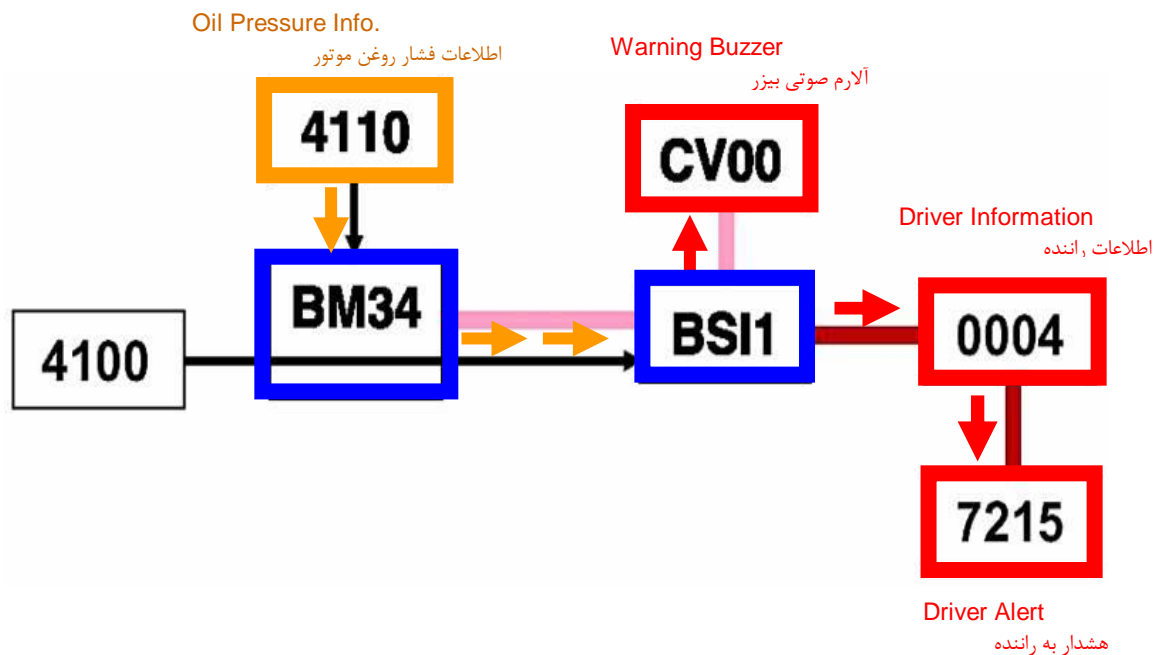 Oil Pressure Info.
اطلاعات فشار روغن موتور
Warning Buzzer
آلارم صوتی بیزر
4110
CV00
Driver Information
اطلاعات راننده
BM34
BSI1
0004
4100
7215
Driver Alert
هشدار به راننده